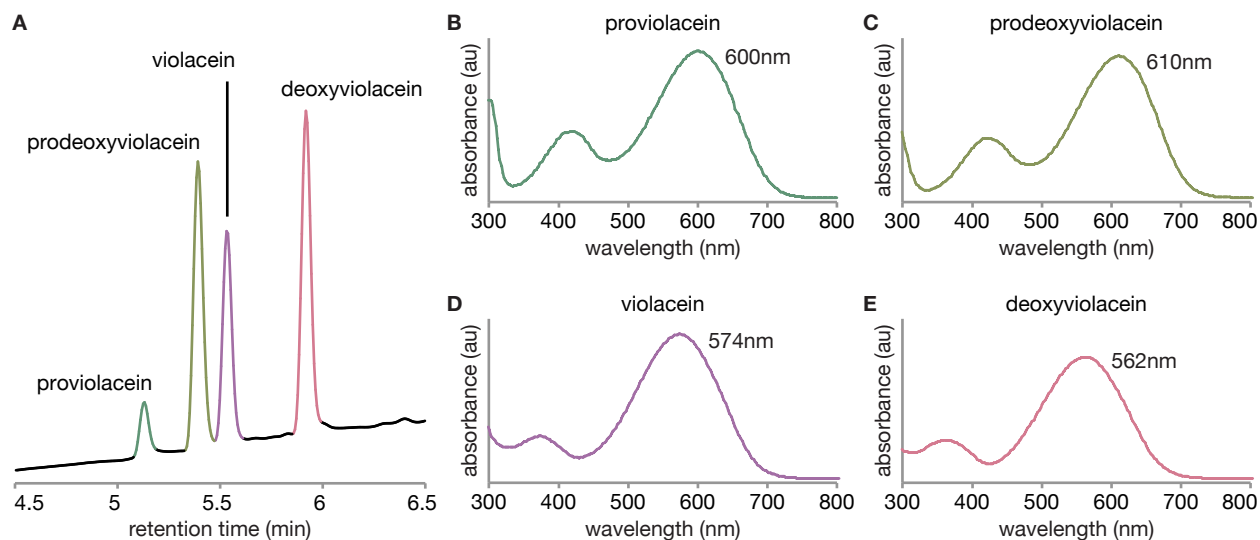 A
violacein
deoxyviolacein
prodeoxyviolacein
proviolacein
4.5 5 5.5 6 6.5
retention time (min)
B
proviolacein
absorbance (au)
600nm
300 400 500 600 700 800
wavelength (nm)
C
prodeoxyviolacein
absorbance (au)
610nm
300 400 500 600 700 800
wavelength (nm)
D
violacein
absorbance (au)
574nm
300 400 500 600 700 800
wavelength (nm)
E
deoxyviolacein
absorbance (au)
562nm
300 400 500 600 700 800
wavelength (nm)